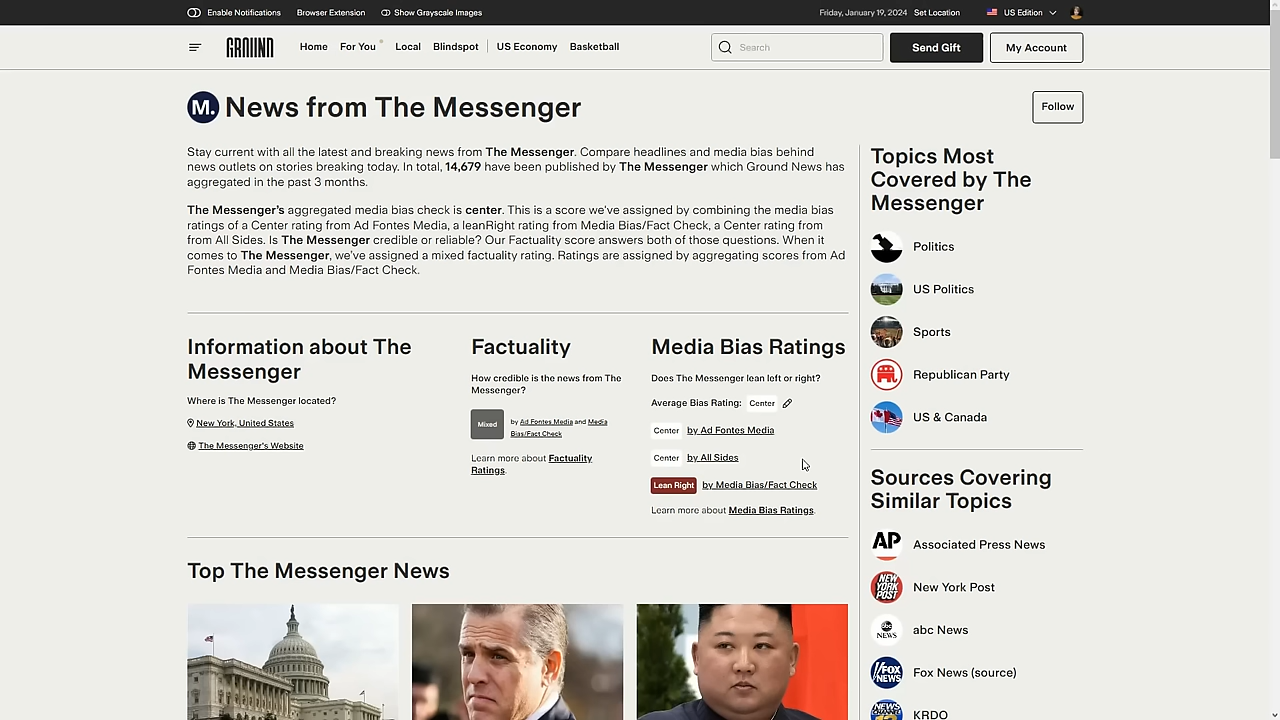 Enable Notifications Browser Extension Show Grayscale Images Friday, January 19, 2024 Set Location US Edition
GROUND Home For You Local Blindspot US Economy Basketball Search Send Gift My Account
M. News from The Messenger Follow
Stay current with all the latest and breaking news from The Messenger. Compare headlines and media bias behind
news outlets on stories breaking today. In total, 14,679 have been published by The Messenger which Ground News has
aggregated in the past 3 months.
The Messenger's aggregated media bias check is center. This is a score we've assigned by combining the media bias
ratings of a Center rating from Ad Fontes Media, a leanRight rating from Media Bias/Fact Check, a Center rating from
from All Sides. Is The Messenger credible or reliable? Our Factuality score answers both of those questions. When it
comes to The Messenger, we've assigned a mixed factuality rating. Ratings are assigned by aggregating scores from Ad
Fontes Media and Media Bias/Fact Check.
Information about The
Messenger
Where is The Messenger located?
New York, United States
The Messenger's Website
Factuality
How credible is the news from The
Messenger?
Mixed
by Ad Fontes Media and Media
Bias/Fact Check
Learn more about Factuality
Ratings.
Media Bias Ratings
Does The Messenger lean left or right?
Average Bias Rating: Center
Center by Ad Fontes Media
Center by All Sides
Lean Right by Media Bias/Fact Check
Learn more about Media Bias Ratings.
Top The Messenger News
Topics Most
Covered by The
Messenger
Politics
US Politics
Sports
Republican Party
US & Canada
Sources Covering
Similar Topics
AP Associated Press News
NEW YORK POST New York Post
abc NEWS abc News
FOX NEWS Fox News (source)
NEWS KRDO